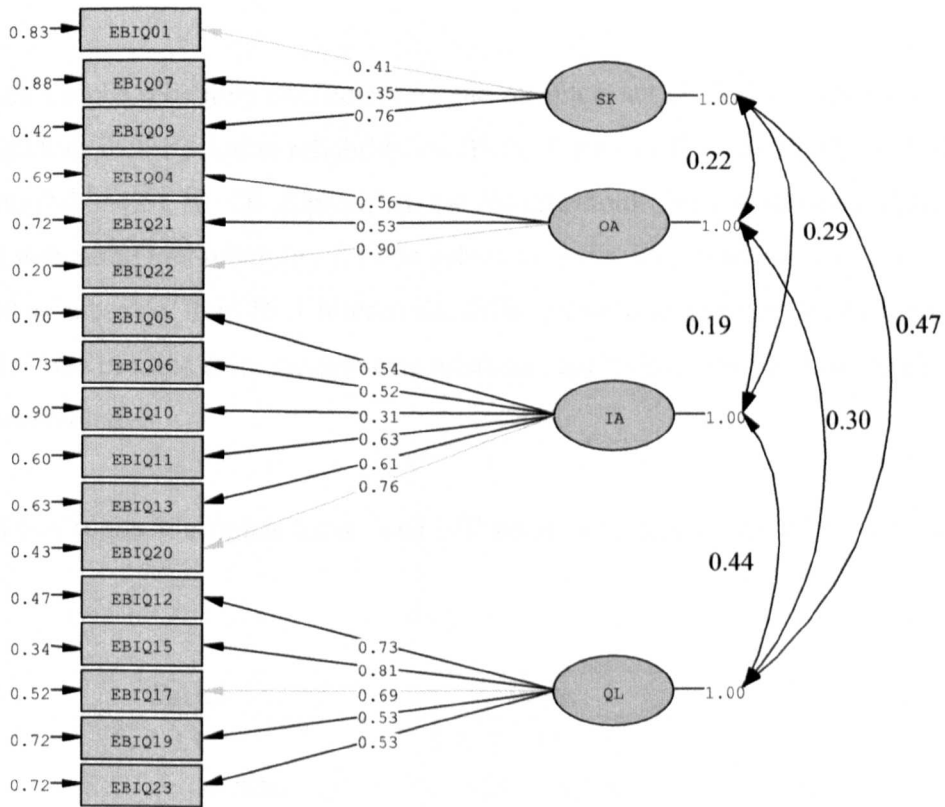 0.83 EBIQ01
0.41
0.88 EBIQ07
0.35
SK 1.00
0.76
0.42 EBIQ09
0.22
0.69 EBIQ04
0.56
0.72 EBIQ21
0.53
OA 1.00
0.29
0.90
0.20 EBIQ22
0.70 EBIQ05
0.19
0.47
0.73 EBIQ06
0.54
0.52
0.90 EBIQ10
0.31
IA 1.00
0.30
0.63
0.60 EBIQ11
0.61
0.63 EBIQ13
0.76
0.43 EBIQ20
0.44
0.47 EBIQ12
0.73
0.34 EBIQ15
0.81
0.52 EBIQ17
0.69
QL 1.00
0.53
0.72 EBIQ19
0.53
0.72 EBIQ23